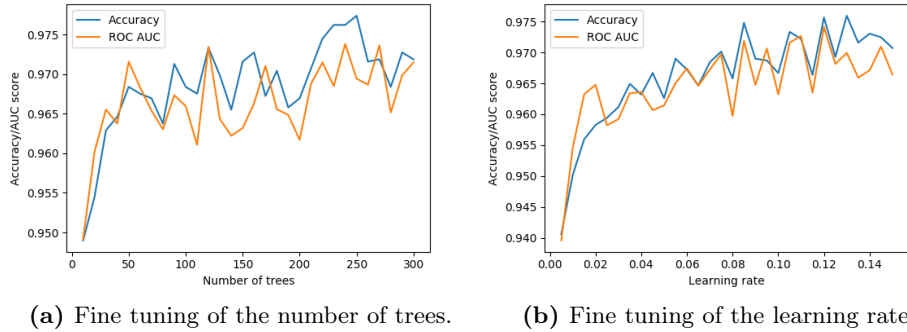 Accuracy
ROC AUC
Accuracy/AUC score
0.975
0.970
0.965
0.960
0.955
0.950
0 50 100 150 200 250 300
Number of trees
(a) Fine tuning of the number of trees.
Accuracy
ROC AUC
Accuracy/AUC score
0.975
0.970
0.965
0.960
0.955
0.950
0.945
0.940
0.00 0.02 0.04 0.06 0.08 0.10 0.12 0.14
Learning rate
(b) Fine tuning of the learning rate